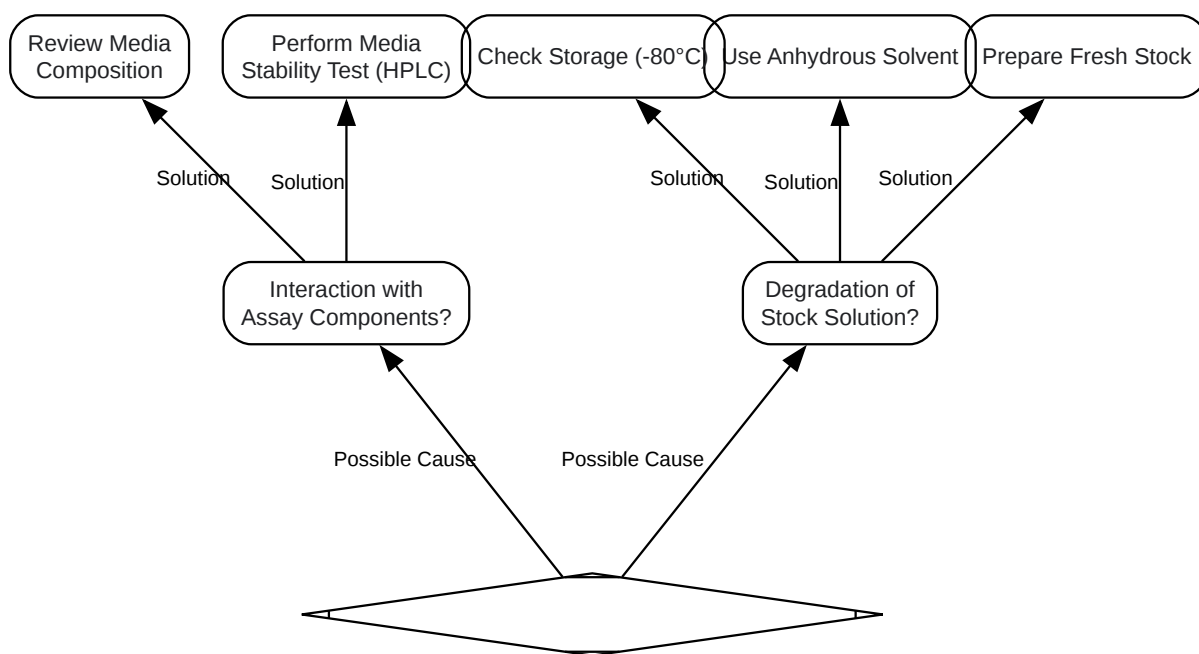 Review Media
Composition
Perform Media
Stability Test (HPLC)
Check Storage (-80°C)
Use Anhydrous Solvent
Prepare Fresh Stock
Solution
Solution
Solution
Solution
Solution
Interaction with
Assay Components?
Degradation of
Stock Solution?
Possible Cause
Possible Cause